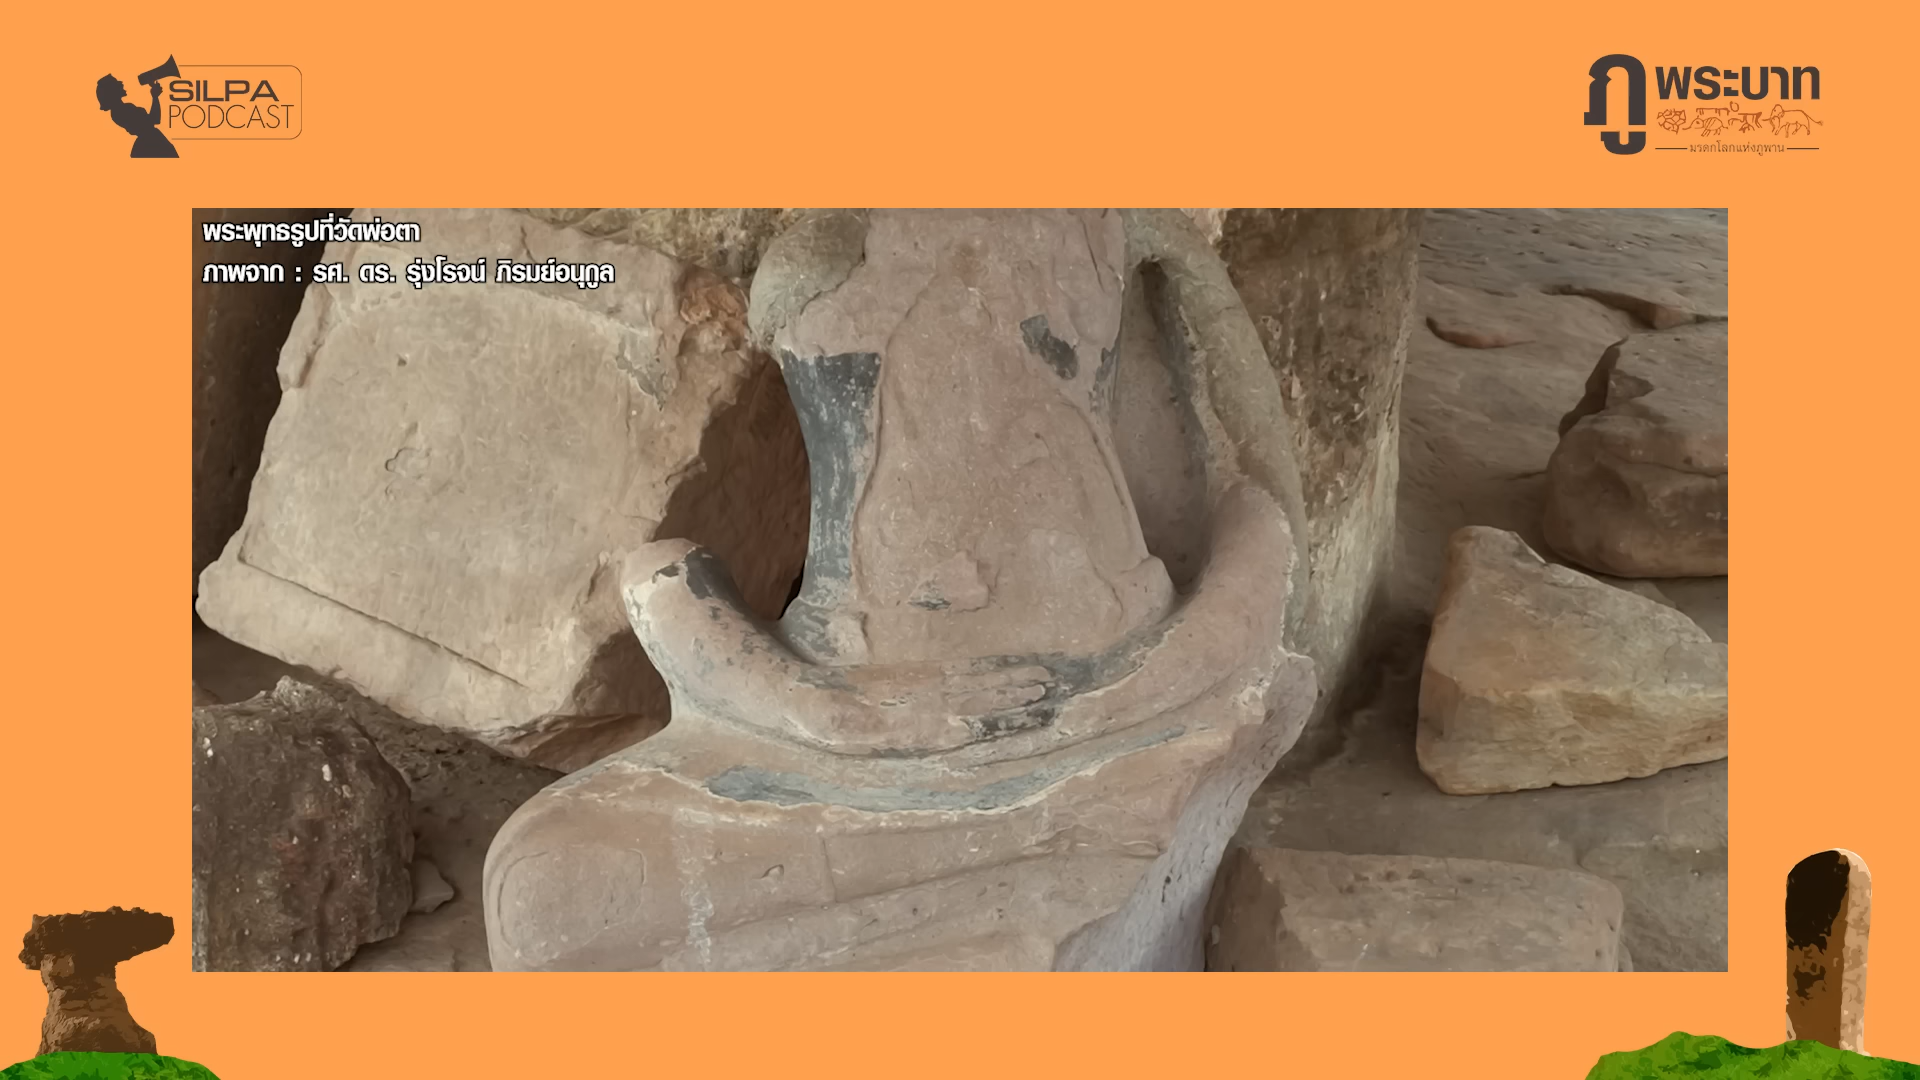 SILPA
PODCAST
ภูพระบาท
มรดกโลกแห่งภูพาน
พระพุทธรูปที่วัดพ่อตา
ภาพจาก : รศ. ดร. รุ่งโรจน์ ภิรมย์อนุกูล